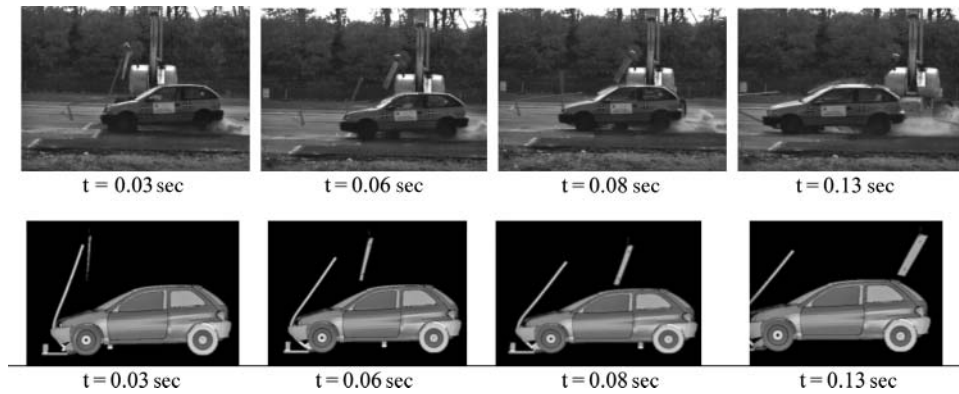 t = 0.03 sec
t = 0.06 sec
t = 0.08 sec
t = 0.13 sec
t = 0.03 sec
t = 0.06 sec
t = 0.08 sec
t = 0.13 sec